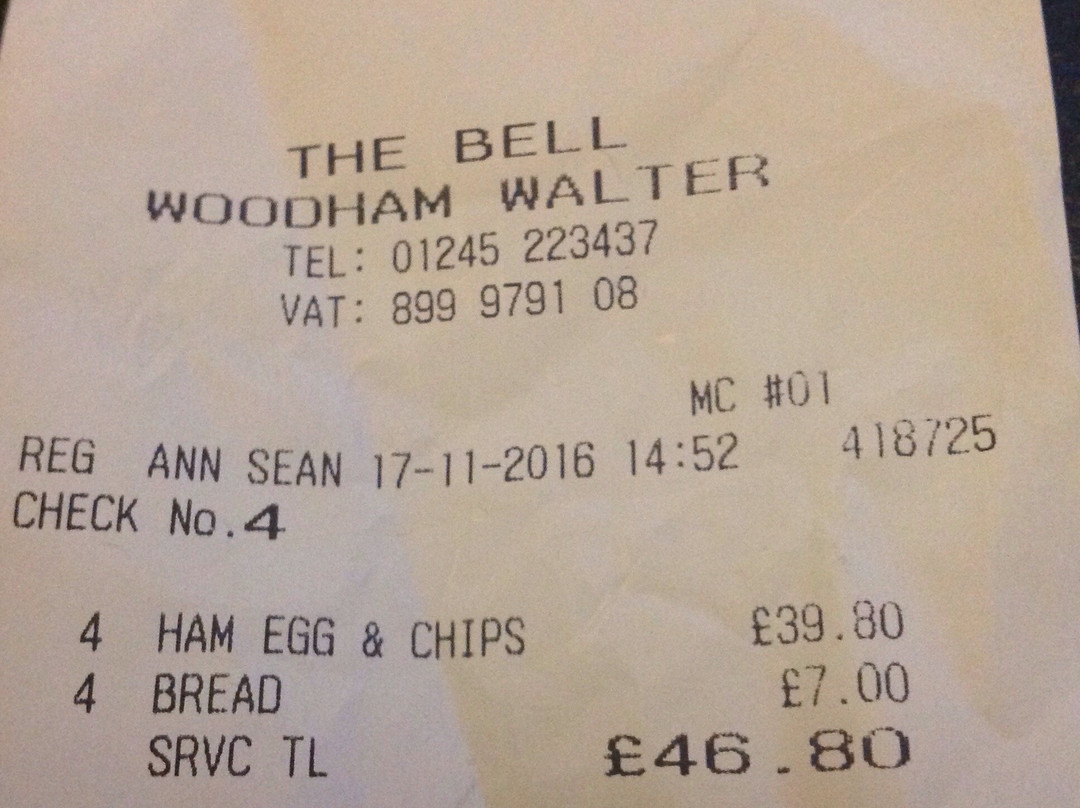 THE BELL
WOODHAM WALTER
TEL: 01245 223437
VAT: 899 9791 08
MC #01
REG ANN SEAN 17-11-2016 14:52 418725
CHECK No.4
4 HAM EGG & CHIPS £39.80
4 BREAD £7.00
SRVC TL £46.80